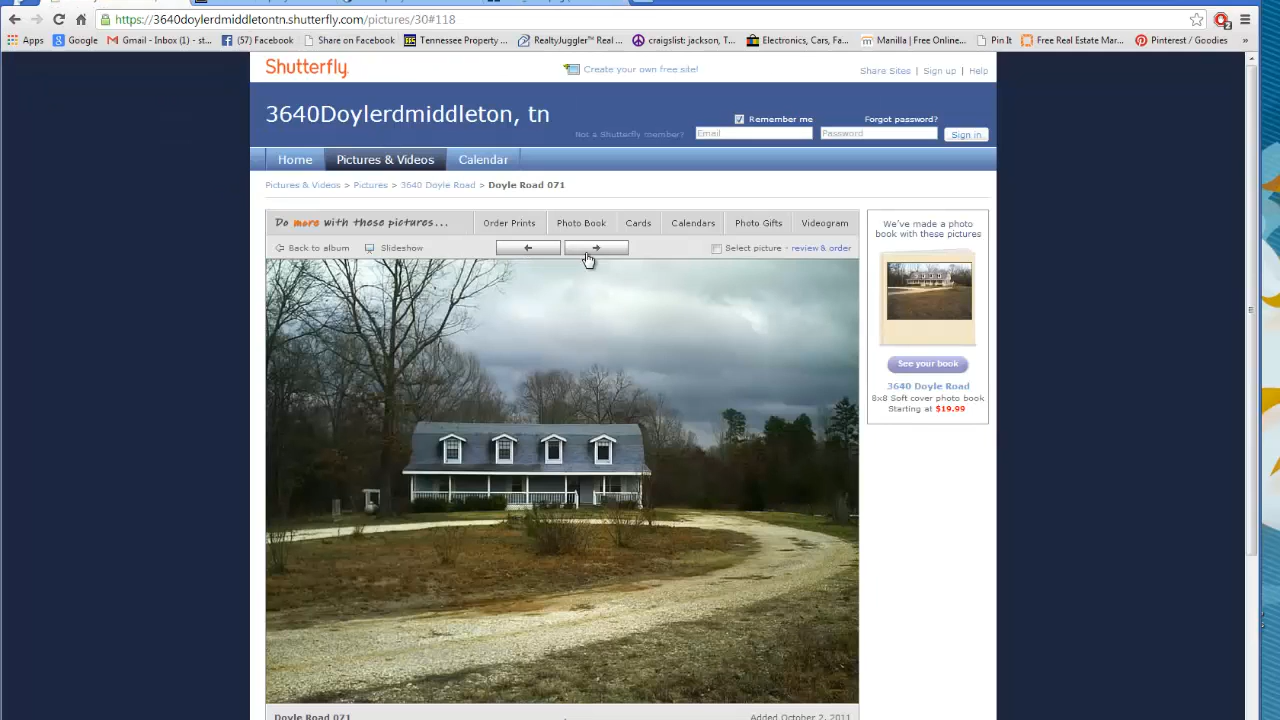 https://3640doylerdmiddletontn.shutterfly.com/pictures/30#118
Apps Google Gmail - Inbox (1) - st... (57) Facebook Share on Facebook Tennessee Property ... RealtyJuggler™ Real ... craigslist: jackson, T... Electronics, Cars, Fa... Manilla | Free Online... Pin It Free Real Estate Mar... Pinterest / Goodies »
Shutterfly. Create your own free site! Share Sites | Sign up | Help
3640Doylerdmiddleton, tn
Remember me Forgot password?
Not a Shutterfly member? Email Password Sign in
Home Pictures & Videos Calendar
Pictures & Videos > Pictures > 3640 Doyle Road > Doyle Road 071
Do more with these pictures... Order Prints Photo Book Cards Calendars Photo Gifts Videogram
Back to album Slideshow Select picture · review & order
We've made a photo
book with these pictures
See your book
3640 Doyle Road
8x8 Soft cover photo book
Starting at $19.99
Doyle Road 071 Added October 2, 2011